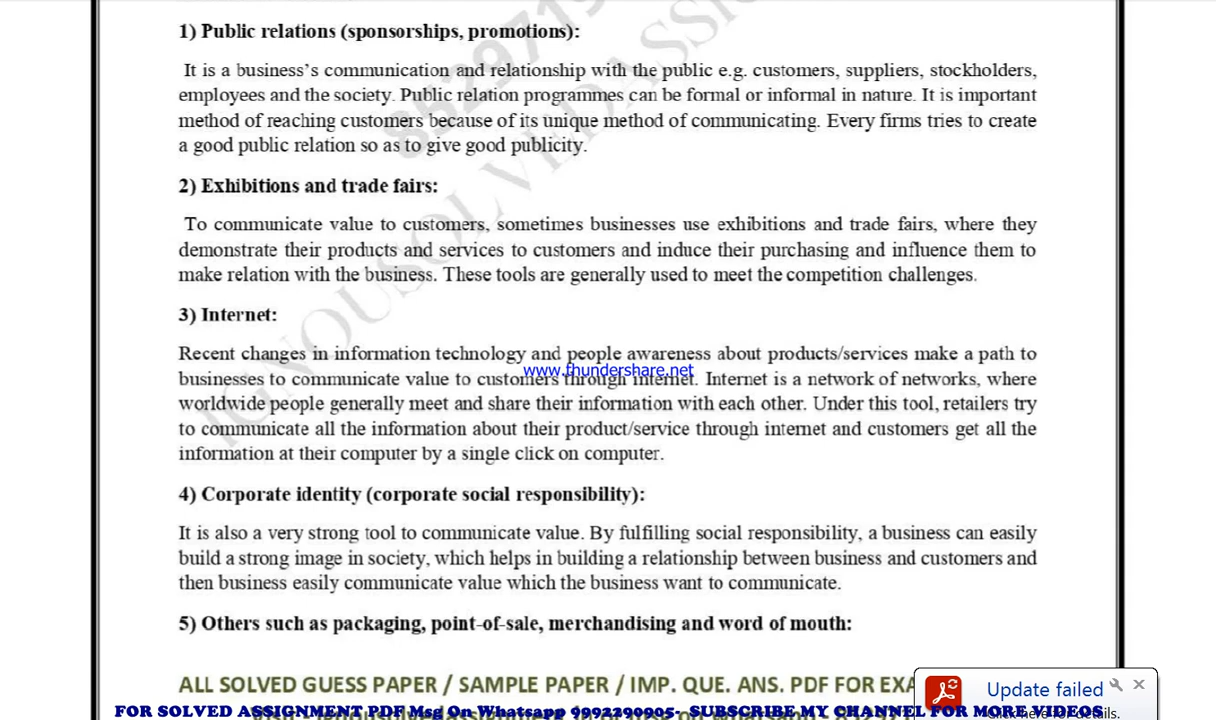 1) Public relations (sponsorships, promotions):
It is a business’s communication and relationship with the public e.g. customers, suppliers, stockholders,
employees and the society. Public relation programmes can be formal or informal in nature. It is important
method of reaching customers because of its unique method of communicating. Every firms tries to create
a good public relation so as to give good publicity.
2) Exhibitions and trade fairs:
To communicate value to customers, sometimes businesses use exhibitions and trade fairs, where they
demonstrate their products and services to customers and induce their purchasing and influence them to
make relation with the business. These tools are generally used to meet the competition challenges.
3) Internet:
Recent changes in information technology and people awareness about products/services make a path to
www.thundershare.net
businesses to communicate value to customers through internet. Internet is a network of networks, where
worldwide people generally meet and share their information with each other. Under this tool, retailers try
to communicate all the information about their product/service through internet and customers get all the
information at their computer by a single click on computer.
4) Corporate identity (corporate social responsibility):
It is also a very strong tool to communicate value. By fulfilling social responsibility, a business can easily
build a strong image in society, which helps in building a relationship between business and customers and
then business easily communicate value which the business want to communicate.
5) Others such as packaging, point-of-sale, merchandising and word of mouth:
ALL SOLVED GUESS PAPER / SAMPLE PAPER / IMP. QUE. ANS. PDF FOR EXA
Update failed
FOR SOLVED ASSIGNMENT PDF Msg On Whatsapp 9992290905- SUBSCRIBE MY CHANNEL FOR MORE VIDEOS